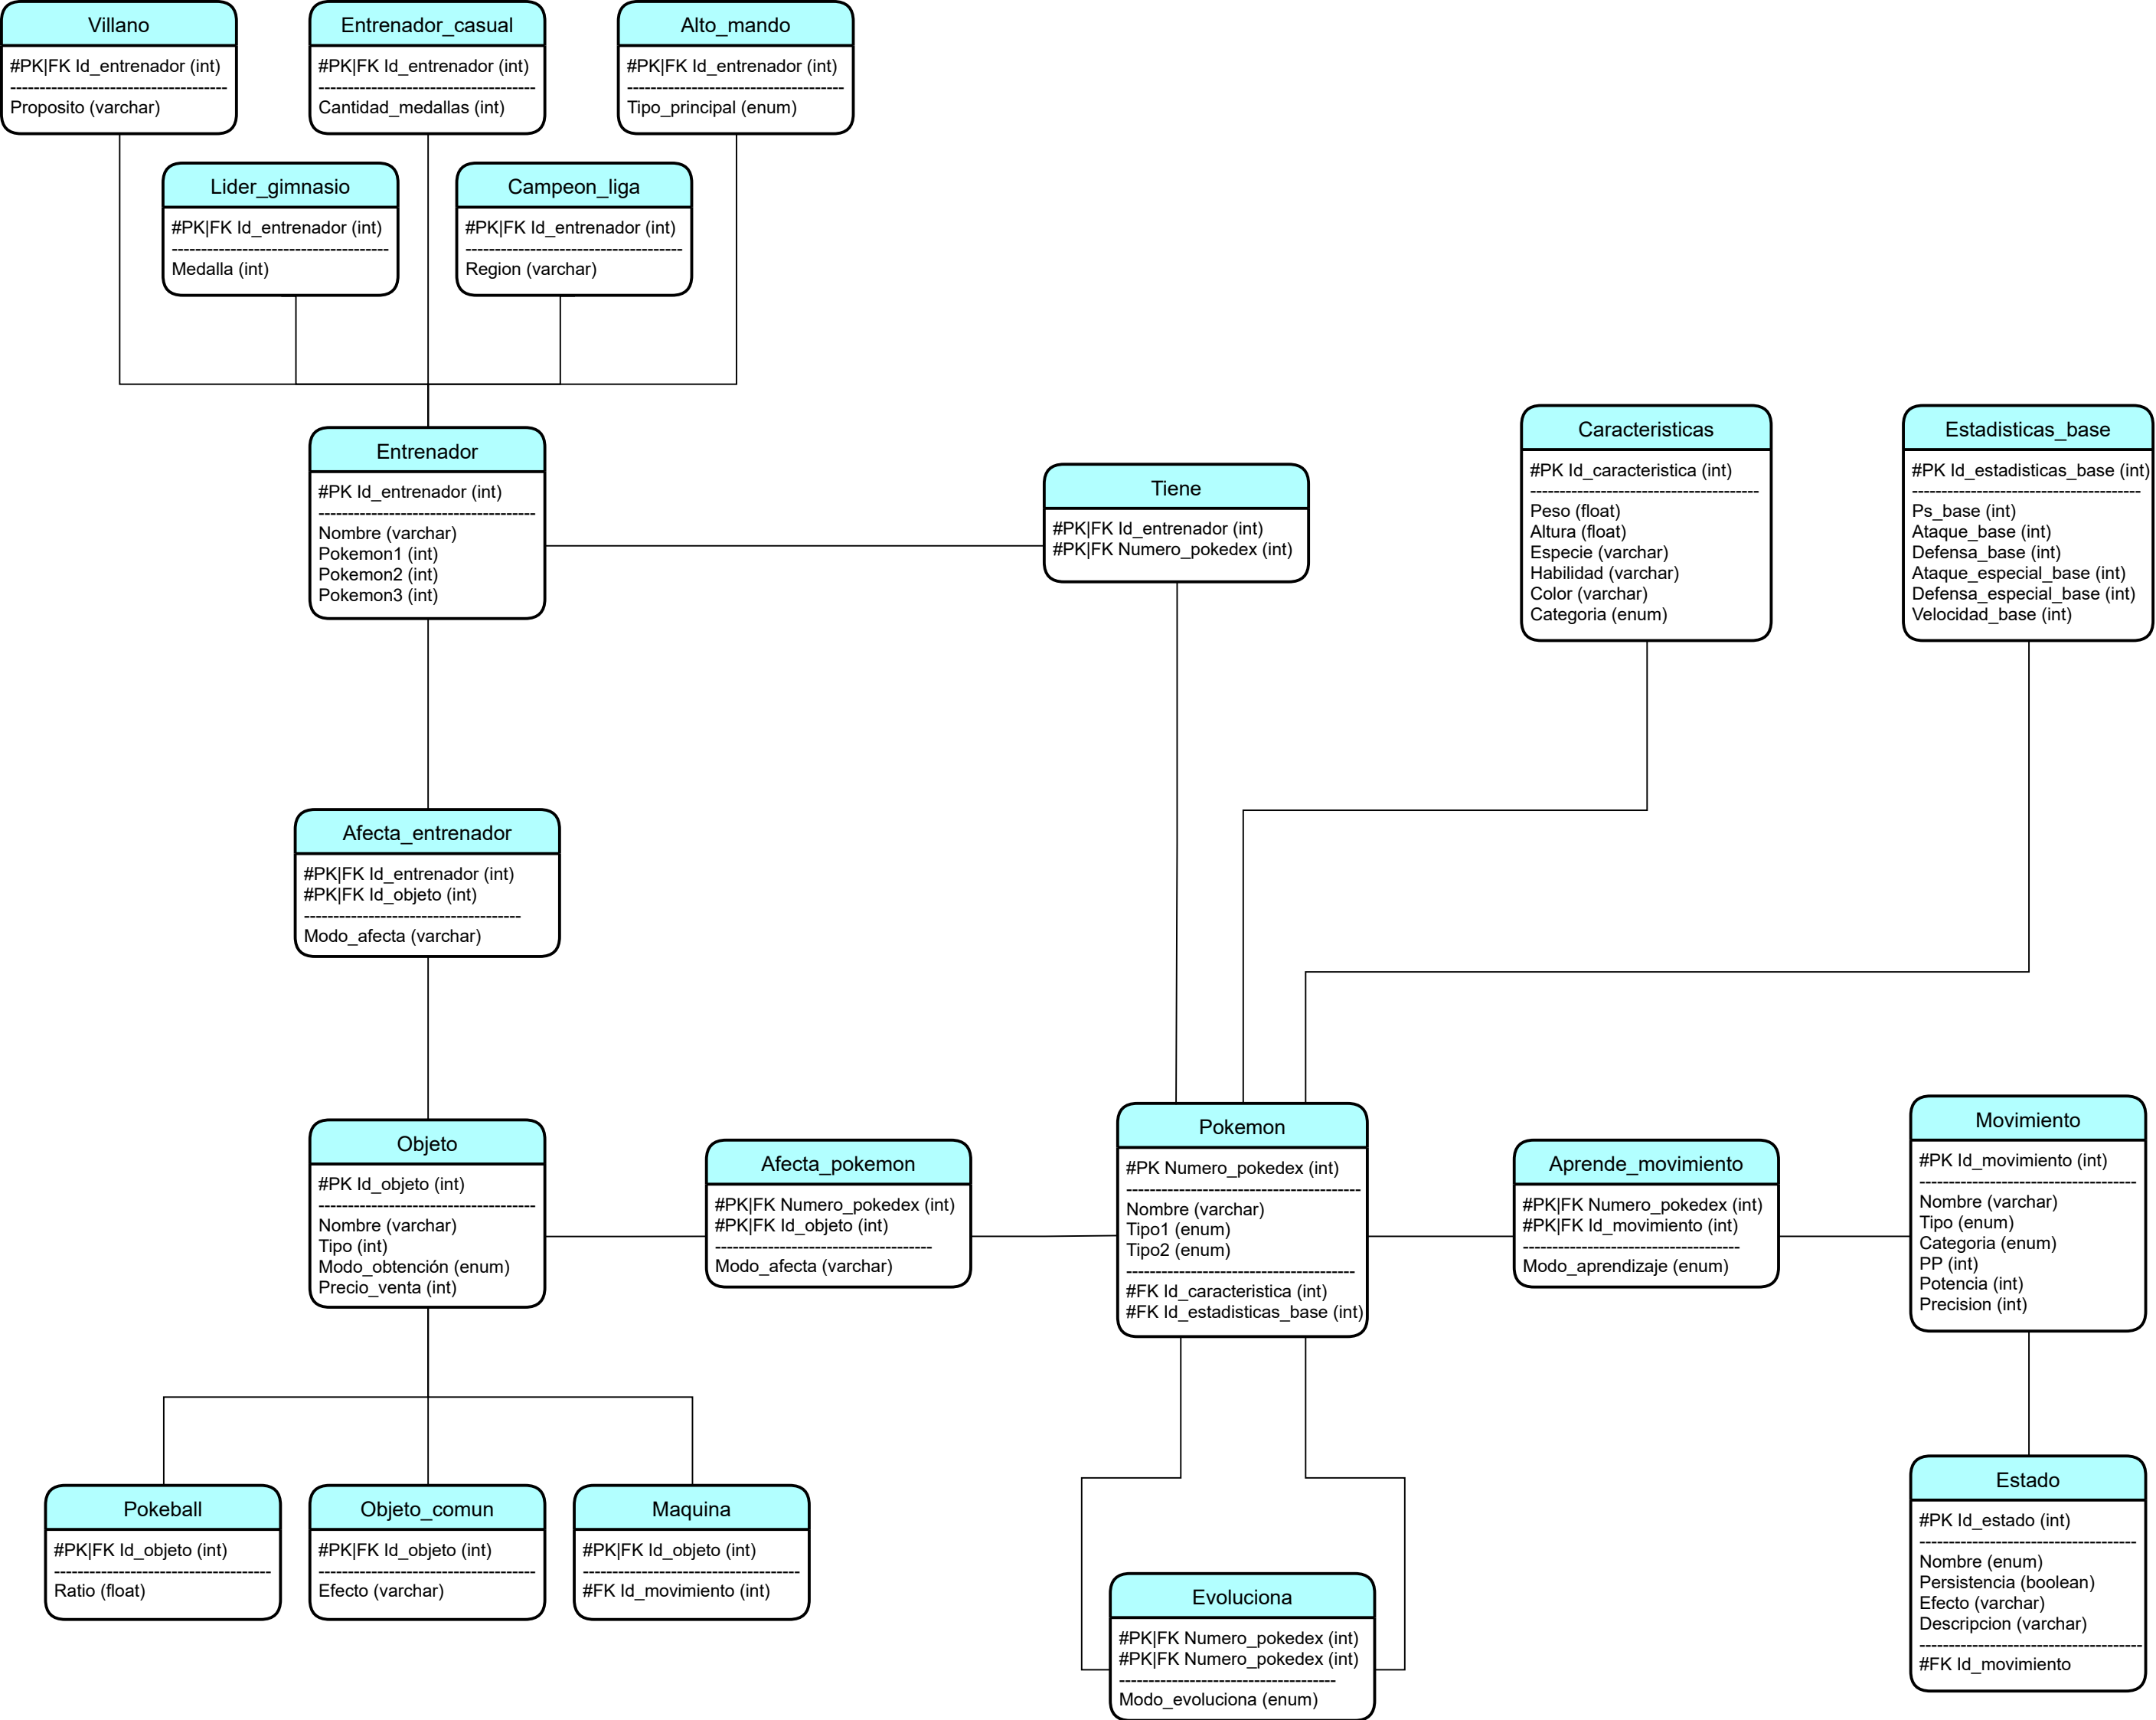 Villano
#PK|FK Id_entrenador (int)
-------------------------------------
Proposito (varchar)
Entrenador_casual
#PK|FK Id_entrenador (int)
-------------------------------------
Cantidad_medallas (int)
Alto_mando
#PK|FK Id_entrenador (int)
-------------------------------------
Tipo_principal (enum)
Lider_gimnasio
#PK|FK Id_entrenador (int)
-------------------------------------
Medalla (int)
Campeon_liga
#PK|FK Id_entrenador (int)
-------------------------------------
Region (varchar)
Entrenador
#PK Id_entrenador (int)
-------------------------------------
Nombre (varchar)
Pokemon1 (int)
Pokemon2 (int)
Pokemon3 (int)
Tiene
#PK|FK Id_entrenador (int)
#PK|FK Numero_pokedex (int)
Caracteristicas
#PK Id_caracteristica (int)
---------------------------------------
Peso (float)
Altura (float)
Especie (varchar)
Habilidad (varchar)
Color (varchar)
Categoria (enum)
Estadisticas_base
#PK Id_estadisticas_base (int)
---------------------------------------
Ps_base (int)
Ataque_base (int)
Defensa_base (int)
Ataque_especial_base (int)
Defensa_especial_base (int)
Velocidad_base (int)
Afecta_entrenador
#PK|FK Id_entrenador (int)
#PK|FK Id_objeto (int)
-------------------------------------
Modo_afecta (varchar)
Objeto
#PK Id_objeto (int)
-------------------------------------
Nombre (varchar)
Tipo (int)
Modo_obtención (enum)
Precio_venta (int)
Afecta_pokemon
#PK|FK Numero_pokedex (int)
#PK|FK Id_objeto (int)
-------------------------------------
Modo_afecta (varchar)
Pokemon
#PK Numero_pokedex (int)
----------------------------------------
Nombre (varchar)
Tipo1 (enum)
Tipo2 (enum)
---------------------------------------
#FK Id_caracteristica (int)
#FK Id_estadisticas_base (int)
Aprende_movimiento
#PK|FK Numero_pokedex (int)
#PK|FK Id_movimiento (int)
-------------------------------------
Modo_aprendizaje (enum)
Movimiento
#PK Id_movimiento (int)
-------------------------------------
Nombre (varchar)
Tipo (enum)
Categoria (enum)
PP (int)
Potencia (int)
Precision (int)
Pokeball
#PK|FK Id_objeto (int)
-------------------------------------
Ratio (float)
Objeto_comun
#PK|FK Id_objeto (int)
-------------------------------------
Efecto (varchar)
Maquina
#PK|FK Id_objeto (int)
-------------------------------------
#FK Id_movimiento (int)
Evoluciona
#PK|FK Numero_pokedex (int)
#PK|FK Numero_pokedex (int)
-------------------------------------
Modo_evoluciona (enum)
Estado
#PK Id_estado (int)
-------------------------------------
Nombre (enum)
Persistencia (boolean)
Efecto (varchar)
Descripcion (varchar)
--------------------------------------
#FK Id_movimiento